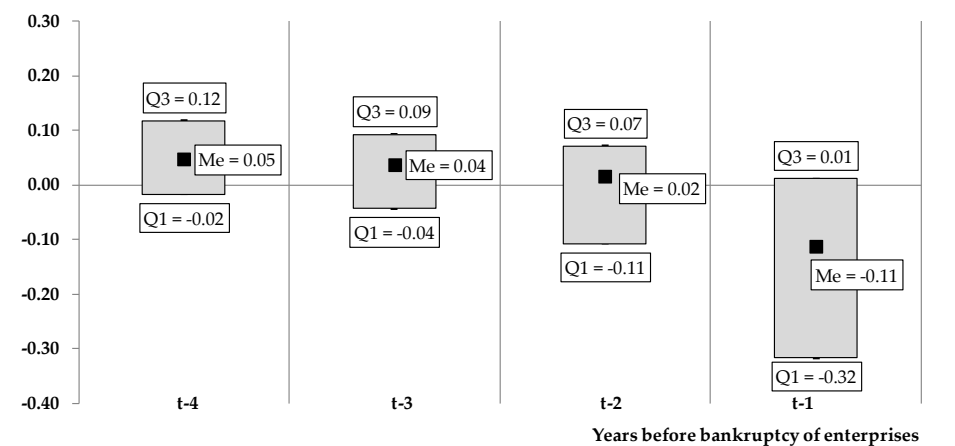 0.30
0.20
0.10
0.00
-0.10
-0.20
-0.30
-0.40
Q3 = 0.12
Me = 0.05
Q1 = -0.02
Q3 = 0.09
Me = 0.04
Q1 = -0.04
Q3 = 0.07
Me = 0.02
Q1 = -0.11
Q3 = 0.01
Me = -0.11
Q1 = -0.32
t-4
t-3
t-2
t-1
Years before bankruptcy of enterprises